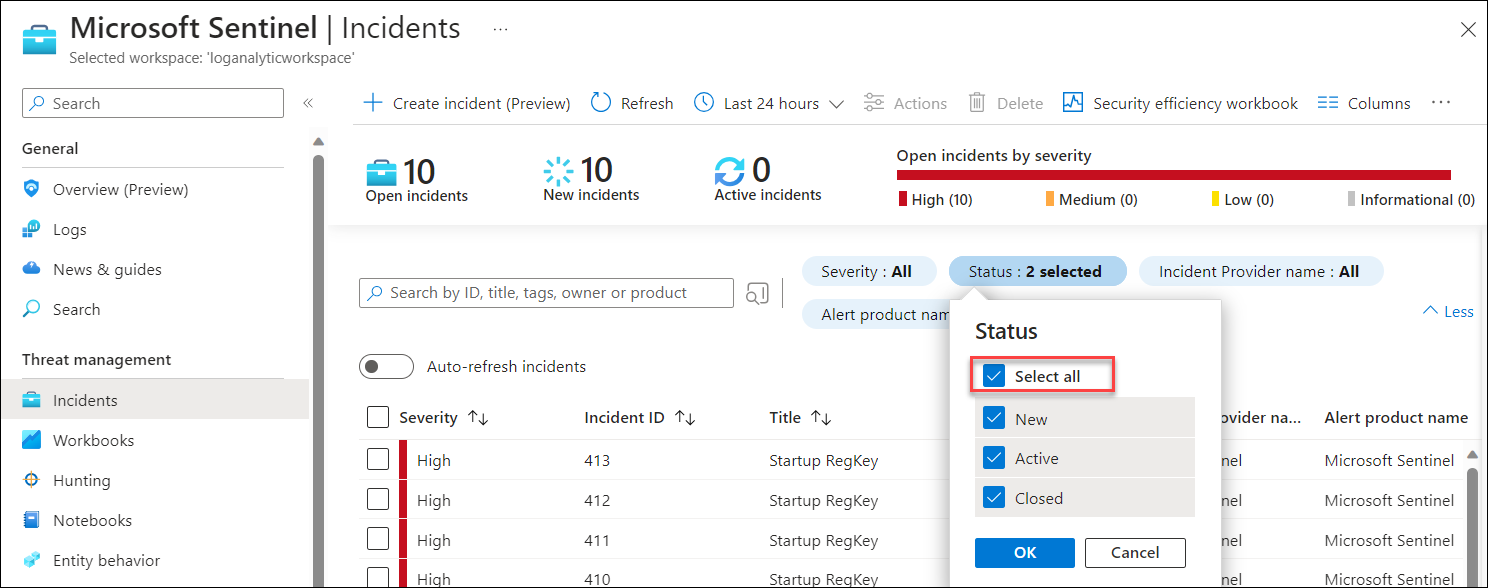 Microsoft Sentinel | Incidents ...
Selected workspace: 'loganalyticworkspace'
Search
«
General
Overview (Preview)
Logs
News & guides
Search
Threat management
Incidents
Workbooks
Hunting
Notebooks
Entity behavior
Create incident (Preview) Refresh Last 24 hours Actions Delete Security efficiency workbook Columns ...
10
Open incidents
10
New incidents
0
Active incidents
Open incidents by severity
High (10) Medium (0) Low (0) Informational (0)
Search by ID, title, tags, owner or product
Severity : All Status : 2 selected Incident Provider name : All
Alert product nam
Less
Auto-refresh incidents
Status
Select all
New
Active
Closed
OK Cancel
Severity Incident ID Title ovider na... Alert product name
High 413 Startup RegKey nel Microsoft Sentinel
High 412 Startup RegKey nel Microsoft Sentinel
High 411 Startup RegKey nel Microsoft Sentinel
High 410 Startup RegKey nel Microsoft Sentinel